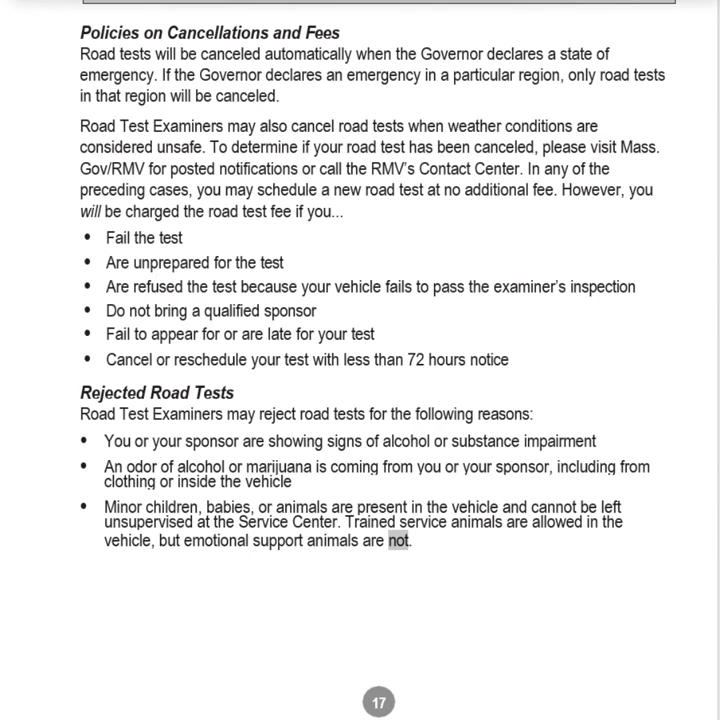 Policies on Cancellations and Fees
Road tests will be canceled automatically when the Governor declares a state of
emergency. If the Governor declares an emergency in a particular region, only road tests
in that region will be canceled.
Road Test Examiners may also cancel road tests when weather conditions are
considered unsafe. To determine if your road test has been canceled, please visit Mass.
Gov/RMV for posted notifications or call the RMV's Contact Center. In any of the
preceding cases, you may schedule a new road test at no additional fee. However, you
will be charged the road test fee if you...
• Fail the test
• Are unprepared for the test
• Are refused the test because your vehicle fails to pass the examiner's inspection
• Do not bring a qualified sponsor
• Fail to appear for or are late for your test
• Cancel or reschedule your test with less than 72 hours notice
Rejected Road Tests
Road Test Examiners may reject road tests for the following reasons:
• You or your sponsor are showing signs of alcohol or substance impairment
• An odor of alcohol or marijuana is coming from you or your sponsor, including from
clothing or inside the vehicle
• Minor children, babies, or animals are present in the vehicle and cannot be left
unsupervised at the Service Center. Trained service animals are allowed in the
vehicle, but emotional support animals are not.
17